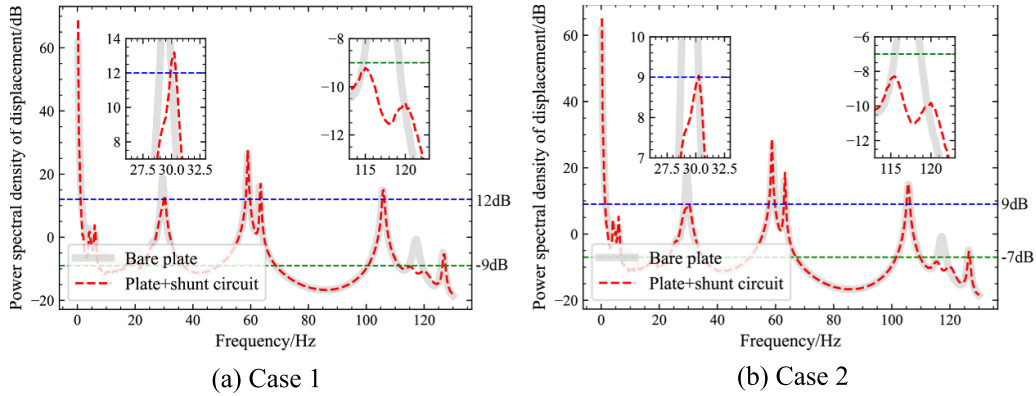 Power spectral density of displacement/dB
60
40
20
0
−20
14
12
10
8
27.5 30.0 32.5
−8
−10
−12
115 120
12dB
-9dB
Bare plate
Plate+shunt circuit
0 20 40 60 80 100 120
Frequency/Hz
(a) Case 1
Power spectral density of displacement/dB
60
40
20
0
−20
10
9
8
7
6
27.5 30.0 32.5
−6
−8
−10
−12
115 120
9dB
-7dB
Bare plate
Plate+shunt circuit
0 20 40 60 80 100 120
Frequency/Hz
(b) Case 2